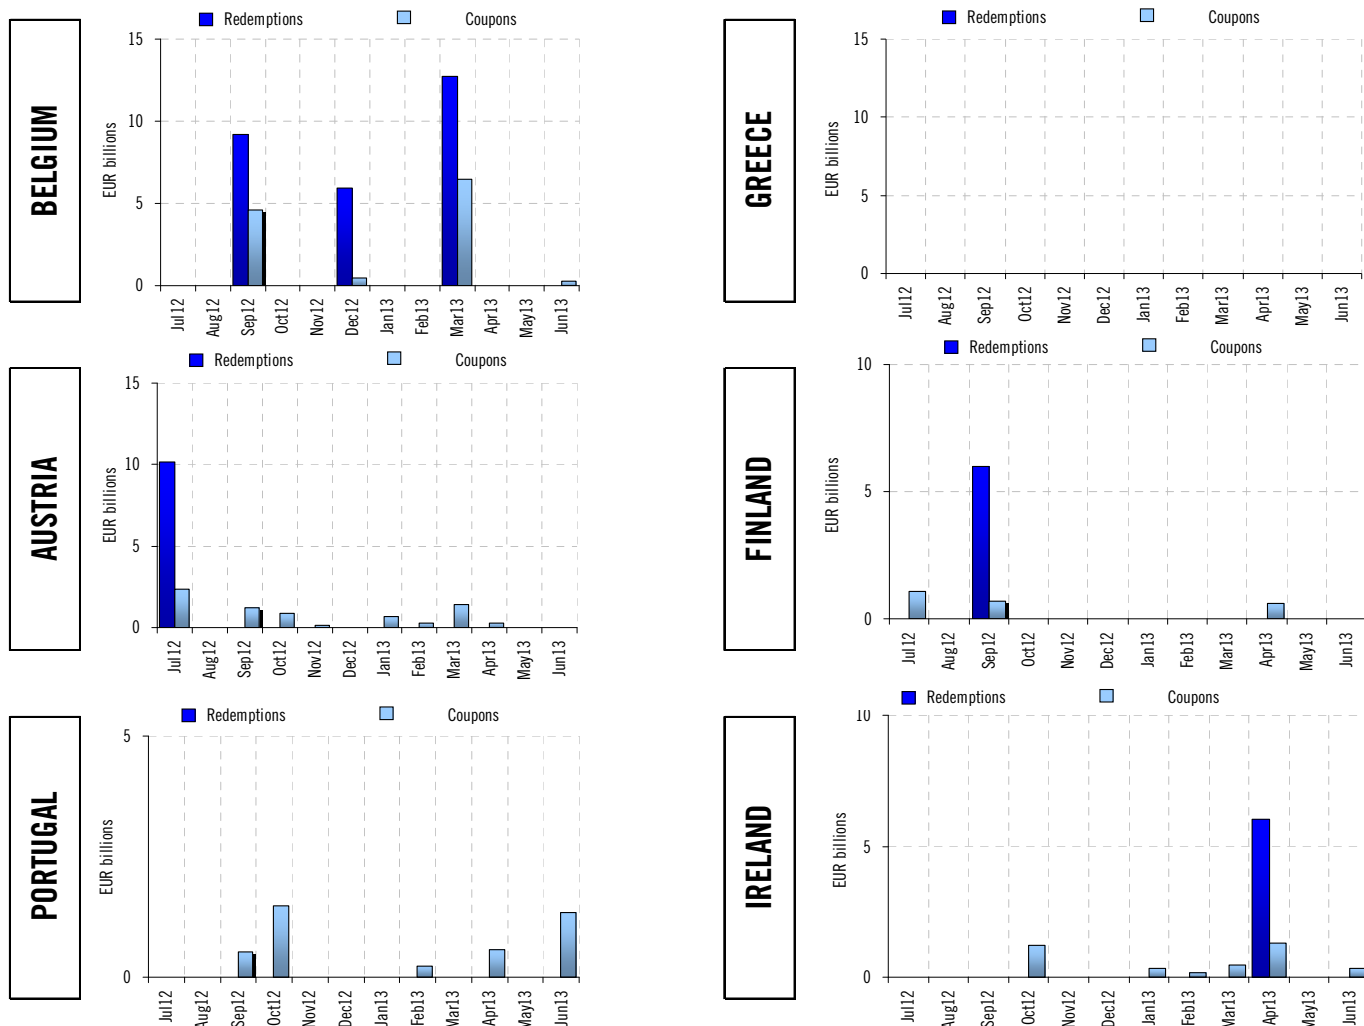 BELGIUM
Redemptions Coupons
EUR billions
15
10
5
0
Jul12 Aug12 Sep12 Oct12 Nov12 Dec12 Jan13 Feb13 Mar13 Apr13 May13 Jun13
GREECE
Redemptions Coupons
EUR billions
15
10
5
0
Jul12 Aug12 Sep12 Oct12 Nov12 Dec12 Jan13 Feb13 Mar13 Apr13 May13 Jun13
AUSTRIA
Redemptions Coupons
EUR billions
15
10
5
0
Jul12 Aug12 Sep12 Oct12 Nov12 Dec12 Jan13 Feb13 Mar13 Apr13 May13 Jun13
FINLAND
Redemptions Coupons
EUR billions
10
5
0
Jul12 Aug12 Sep12 Oct12 Nov12 Dec12 Jan13 Feb13 Mar13 Apr13 May13 Jun13
PORTUGAL
Redemptions Coupons
EUR billions
5
0
Jul12 Aug12 Sep12 Oct12 Nov12 Dec12 Jan13 Feb13 Mar13 Apr13 May13 Jun13
IRELAND
Redemptions Coupons
EUR billions
10
5
0
Jul12 Aug12 Sep12 Oct12 Nov12 Dec12 Jan13 Feb13 Mar13 Apr13 May13 Jun13